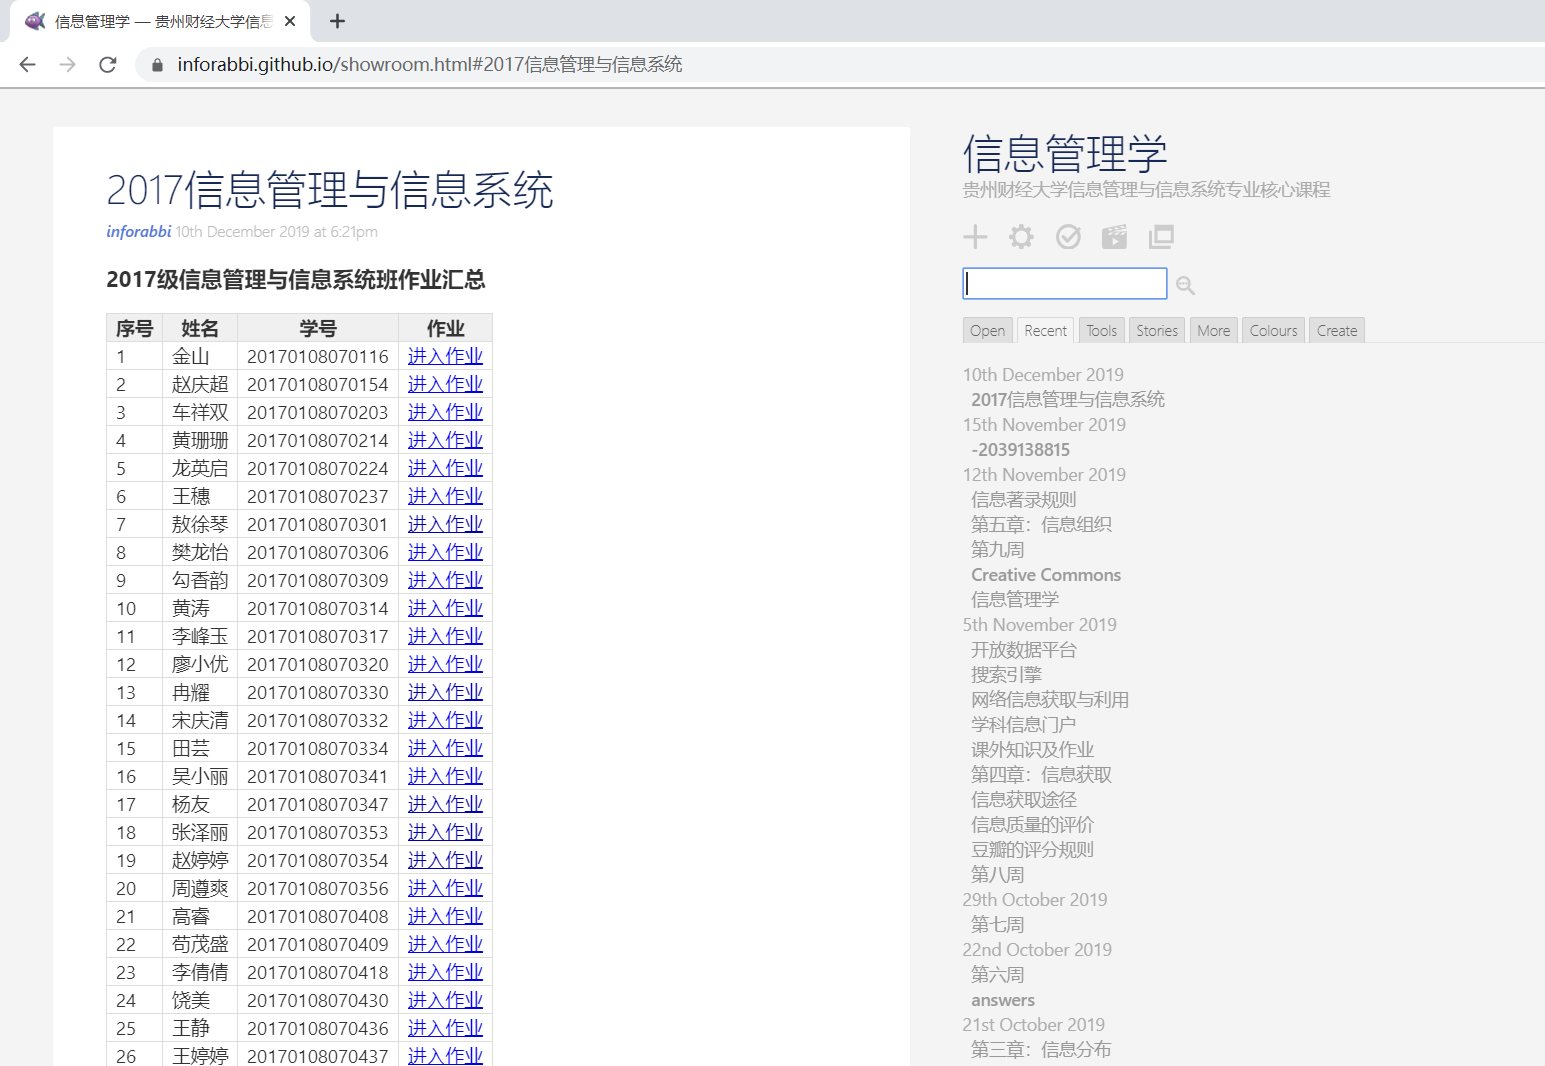 信息管理学 — 贵州财经大学信息
inforabbi.github.io/showroom.html#2017信息管理与信息系统
2017信息管理与信息系统
inforabbi 10th December 2019 at 6:21pm
2017级信息管理与信息系统班作业汇总
序号 姓名 学号 作业
1 金山 20170108070116 进入作业
2 赵庆超 20170108070154 进入作业
3 车祥双 20170108070203 进入作业
4 黄珊珊 20170108070214 进入作业
5 龙英启 20170108070224 进入作业
6 王穗 20170108070237 进入作业
7 敖徐琴 20170108070301 进入作业
8 樊龙怡 20170108070306 进入作业
9 勾香韵 20170108070309 进入作业
10 黄涛 20170108070314 进入作业
11 李峰玉 20170108070317 进入作业
12 廖小优 20170108070320 进入作业
13 冉耀 20170108070330 进入作业
14 宋庆清 20170108070332 进入作业
15 田芸 20170108070334 进入作业
16 吴小丽 20170108070341 进入作业
17 杨友 20170108070347 进入作业
18 张泽丽 20170108070353 进入作业
19 赵婷婷 20170108070354 进入作业
20 周遵爽 20170108070356 进入作业
21 高睿 20170108070408 进入作业
22 苟茂盛 20170108070409 进入作业
23 李倩倩 20170108070418 进入作业
24 饶美 20170108070430 进入作业
25 王静 20170108070436 进入作业
26 王婷婷 20170108070437 进入作业
信息管理学
贵州财经大学信息管理与信息系统专业核心课程
Open Recent Tools Stories More Colours Create
10th December 2019
2017信息管理与信息系统
15th November 2019
-2039138815
12th November 2019
信息著录规则
第五章：信息组织
第九周
Creative Commons
信息管理学
5th November 2019
开放数据平台
搜索引擎
网络信息获取与利用
学科信息门户
课外知识及作业
第四章：信息获取
信息获取途径
信息质量的评价
豆瓣的评分规则
第八周
29th October 2019
第七周
22nd October 2019
第六周
answers
21st October 2019
第三章：信息分布